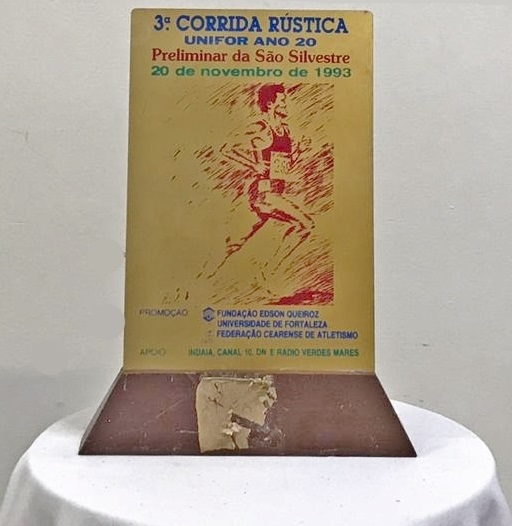 3ª CORRIDA RÚSTICA
UNIFOR ANO 20
Preliminar da São Silvestre
20 de novembro de 1993
PROMOÇÃO FUNDAÇÃO EDSON QUEIROZ
UNIVERSIDADE DE FORTALEZA
FEDERAÇÃO CEARENSE DE ATLETISMO
APOIO INDAIÁ, CANAL 10, DN E RADIO VERDES MARES